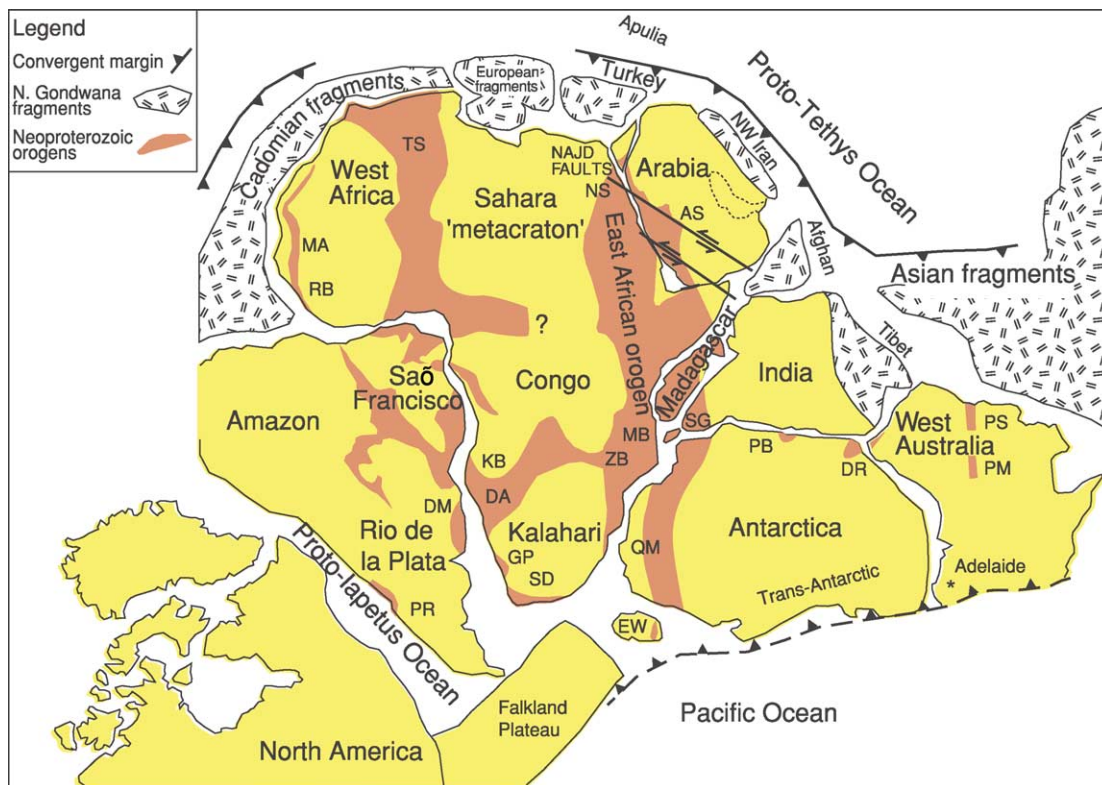 Legend
Convergent margin
N. Gondwana
fragments
Neoproterozoic
orogens
Apulia
Proto-Tethys Ocean
Cadomian fragments
European
fragments
Turkey
NW Iran
TS
West
Africa
NAJD
FAULTS
NS
Arabia
Sahara
'metacraton'
AS
East African orogen
MA
RB
Afghan
Asian fragments
?
Madagascar
Tibet
Saõ
Francisco
Congo
India
Amazon
West
Australia
PS
PM
SG
MB
ZB
KB
PB
DR
DA
DM
Rio de
la Plata
Kalahari
GP
SD
QM
Antarctica
Trans-Antarctic
Adelaide
*
Proto-Iapetus Ocean
PR
EW
Falkland
Plateau
Pacific Ocean
North America